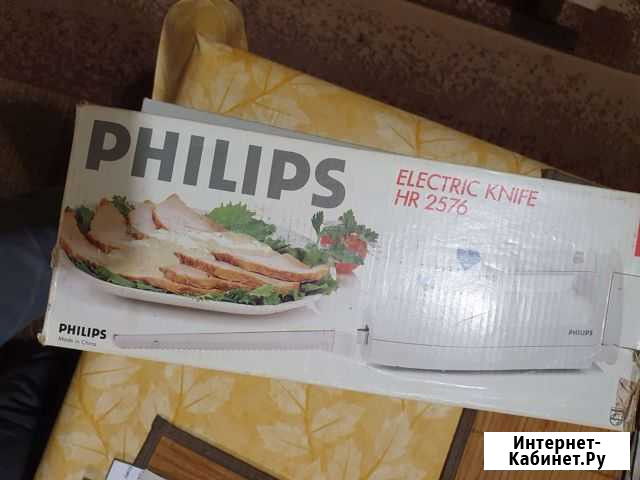 PHILIPS
ELECTRIC KNIFE
HR 2576
PHILIPS
PHILIPS
Made in China
Интернет-
Кабинет.Ру